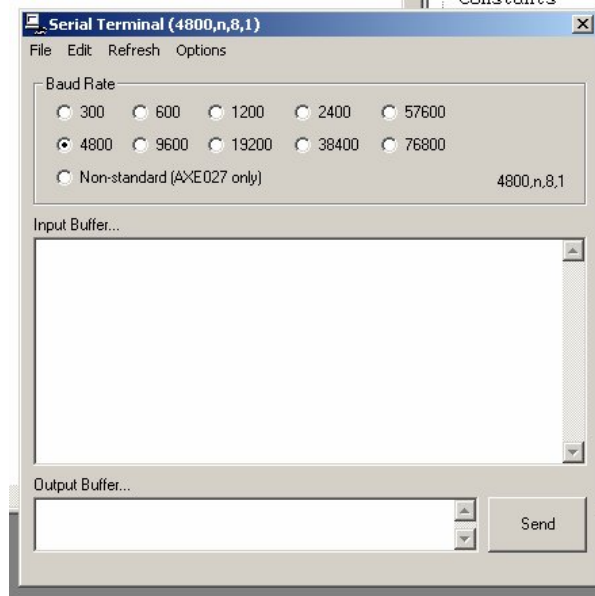 Constants
Serial Terminal (4800,n,8,1)
File Edit Refresh Options
Baud Rate
300 600 1200 2400 57600
4800 9600 19200 38400 76800
Non-standard (AXE027 only) 4800,n,8,1
Input Buffer...
Output Buffer...
Send